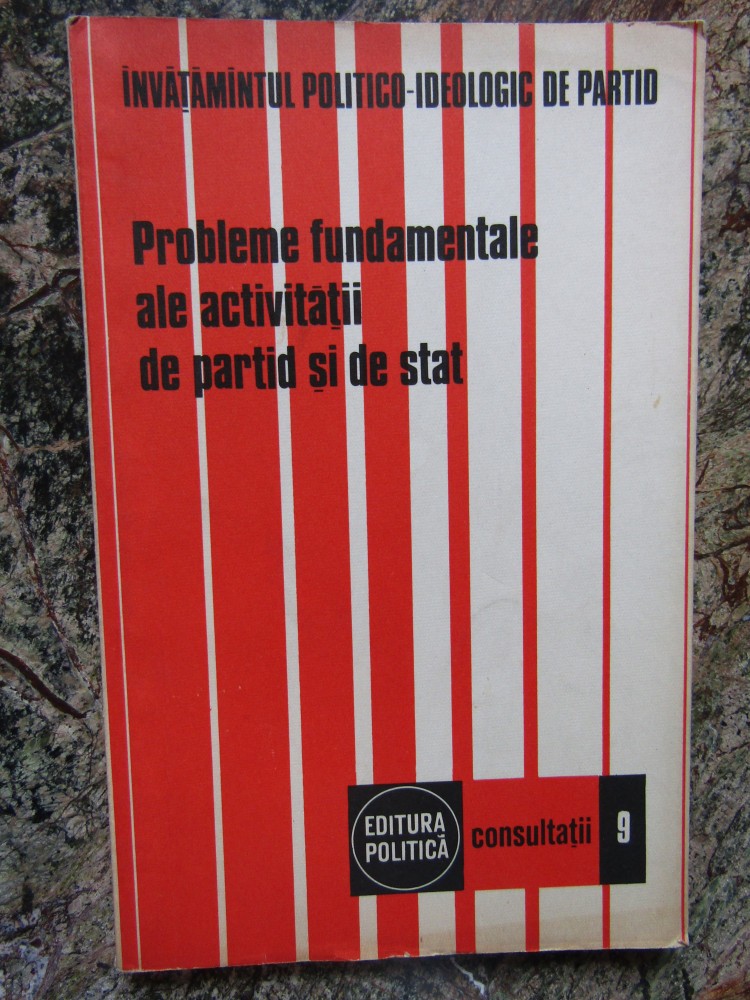 ÎNVĂȚĂMÎNTUL POLITICO-IDEOLOGIC DE PARTID
Probleme fundamentale
ale activității
de partid și de stat
EDITURA
POLITICĂ
consultații
9